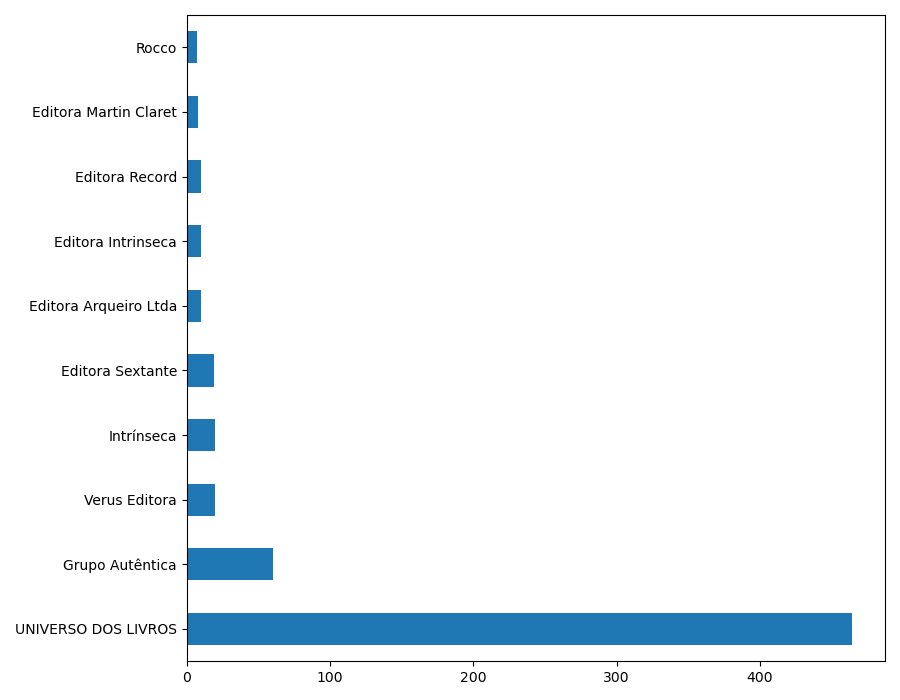 Rocco
Editora Martin Claret
Editora Record
Editora Intrinseca
Editora Arqueiro Ltda
Editora Sextante
Intrínseca
Verus Editora
Grupo Autêntica
UNIVERSO DOS LIVROS
0 100 200 300 400